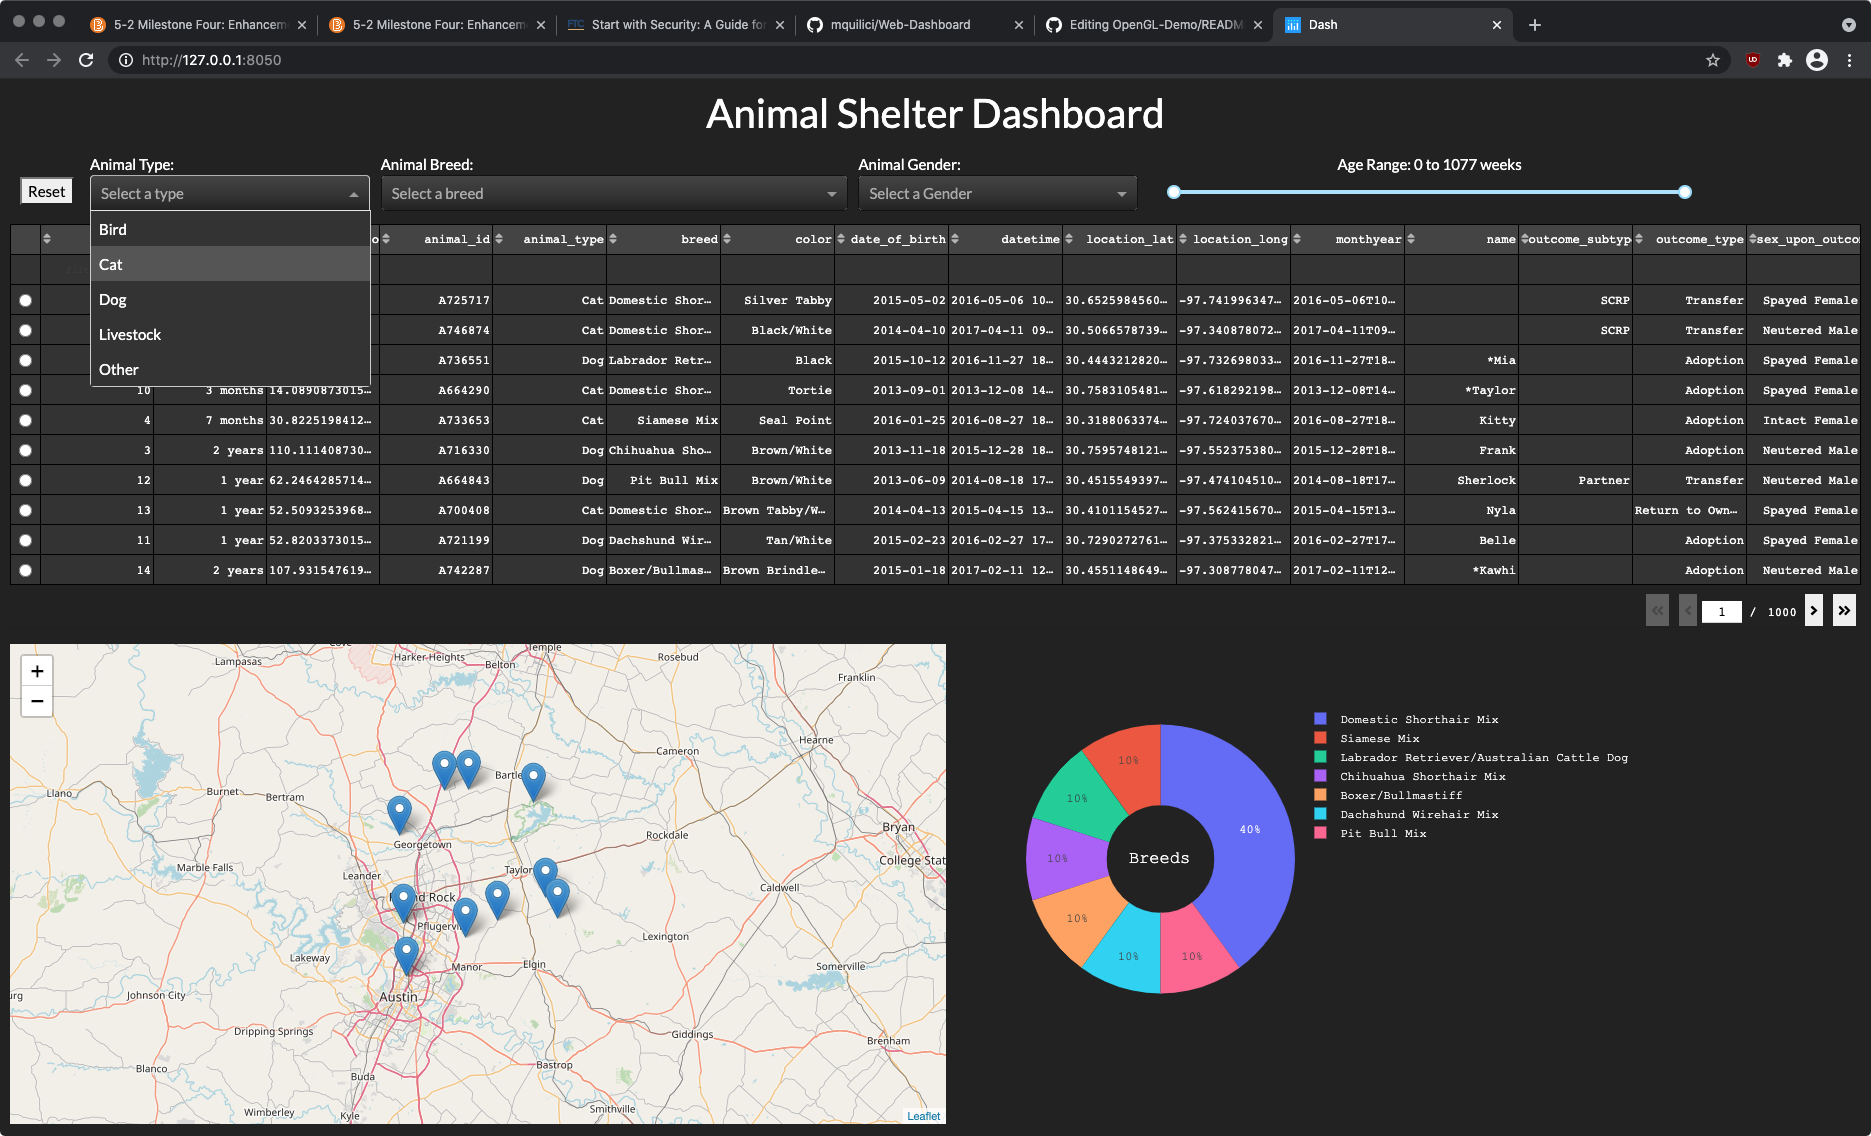 5-2 Milestone Four: Enhancem
5-2 Milestone Four: Enhancem
FTC Start with Security: A Guide for
mquilici/Web-Dashboard
Editing OpenGL-Demo/READM
Dash
http://127.0.0.1:8050
Animal Shelter Dashboard
Animal Type: Animal Breed: Animal Gender: Age Range: 0 to 1077 weeks
Reset Select a type Select a breed Select a Gender
Bird
Cat
Dog
Livestock
Other
o animal_id animal_type breed color date_of_birth datetime location_lat location_long monthyear name outcome_subtyp outcome_type sex_upon_outco
A725717 Cat Domestic Shor… Silver Tabby 2015-05-02 2016-05-06 10… 30.6525984560… -97.741996347… 2016-05-06T10… SCRP Transfer Spayed Female
A746874 Cat Domestic Shor… Black/White 2014-04-10 2017-04-11 09… 30.5066578739… -97.340878072… 2017-04-11T09… SCRP Transfer Neutered Male
A736551 Dog Labrador Retr… Black 2015-10-12 2016-11-27 18… 30.4443212820… -97.732698033… 2016-11-27T18… *Mia Adoption Spayed Female
10 3 months 14.0890873015… A664290 Cat Domestic Shor… Tortie 2013-09-01 2013-12-08 14… 30.7583105481… -97.618292198… 2013-12-08T14… *Taylor Adoption Spayed Female
4 7 months 30.8225198412… A733653 Cat Siamese Mix Seal Point 2016-01-25 2016-08-27 18… 30.3188063374… -97.724037670… 2016-08-27T18… Kitty Adoption Intact Female
3 2 years 110.111408730… A716330 Dog Chihuahua Sho… Brown/White 2013-11-18 2015-12-28 18… 30.7595748121… -97.552375380… 2015-12-28T18… Frank Adoption Neutered Male
12 1 year 62.2464285714… A664843 Dog Pit Bull Mix Brown/White 2013-06-09 2014-08-18 17… 30.4515549397… -97.474104510… 2014-08-18T17… Sherlock Partner Transfer Neutered Male
13 1 year 52.5093253968… A700408 Cat Domestic Shor… Brown Tabby/W… 2014-04-13 2015-04-15 13… 30.4101154527… -97.562415670… 2015-04-15T13… Nyla Return to Own… Spayed Female
11 1 year 52.8203373015… A721199 Dog Dachshund Wir… Tan/White 2015-02-23 2016-02-27 17… 30.7290272761… -97.375332821… 2016-02-27T17… Belle Adoption Spayed Female
14 2 years 107.931547619… A742287 Dog Boxer/Bullmas… Brown Brindle… 2015-01-18 2017-02-11 12… 30.4551148649… -97.308778047… 2017-02-11T12… *Kawhi Adoption Neutered Male
« ‹ 1 / 1000 › »
+
−
Temple
Lampasas Harker Heights Belton Rosebud
Franklin
Hearne
Cameron
Bartle
Llano Burnet Bertram
Bryan
Rockdale
Georgetown
College Stat
Marble Falls Taylor
Leander
Caldwell
nd Rock
Pflugervi
Lexington
Lakeway Manor Elgin
Somerville
urg Johnson City Austin
Dripping Springs Giddings
Brenham
Blanco Bastrop
Buda
Smithville
Wimberley Kyle
Leaflet
Breeds
40%
10%
10%
10%
10%
10%
10%
Domestic Shorthair Mix
Siamese Mix
Labrador Retriever/Australian Cattle Dog
Chihuahua Shorthair Mix
Boxer/Bullmastiff
Dachshund Wirehair Mix
Pit Bull Mix